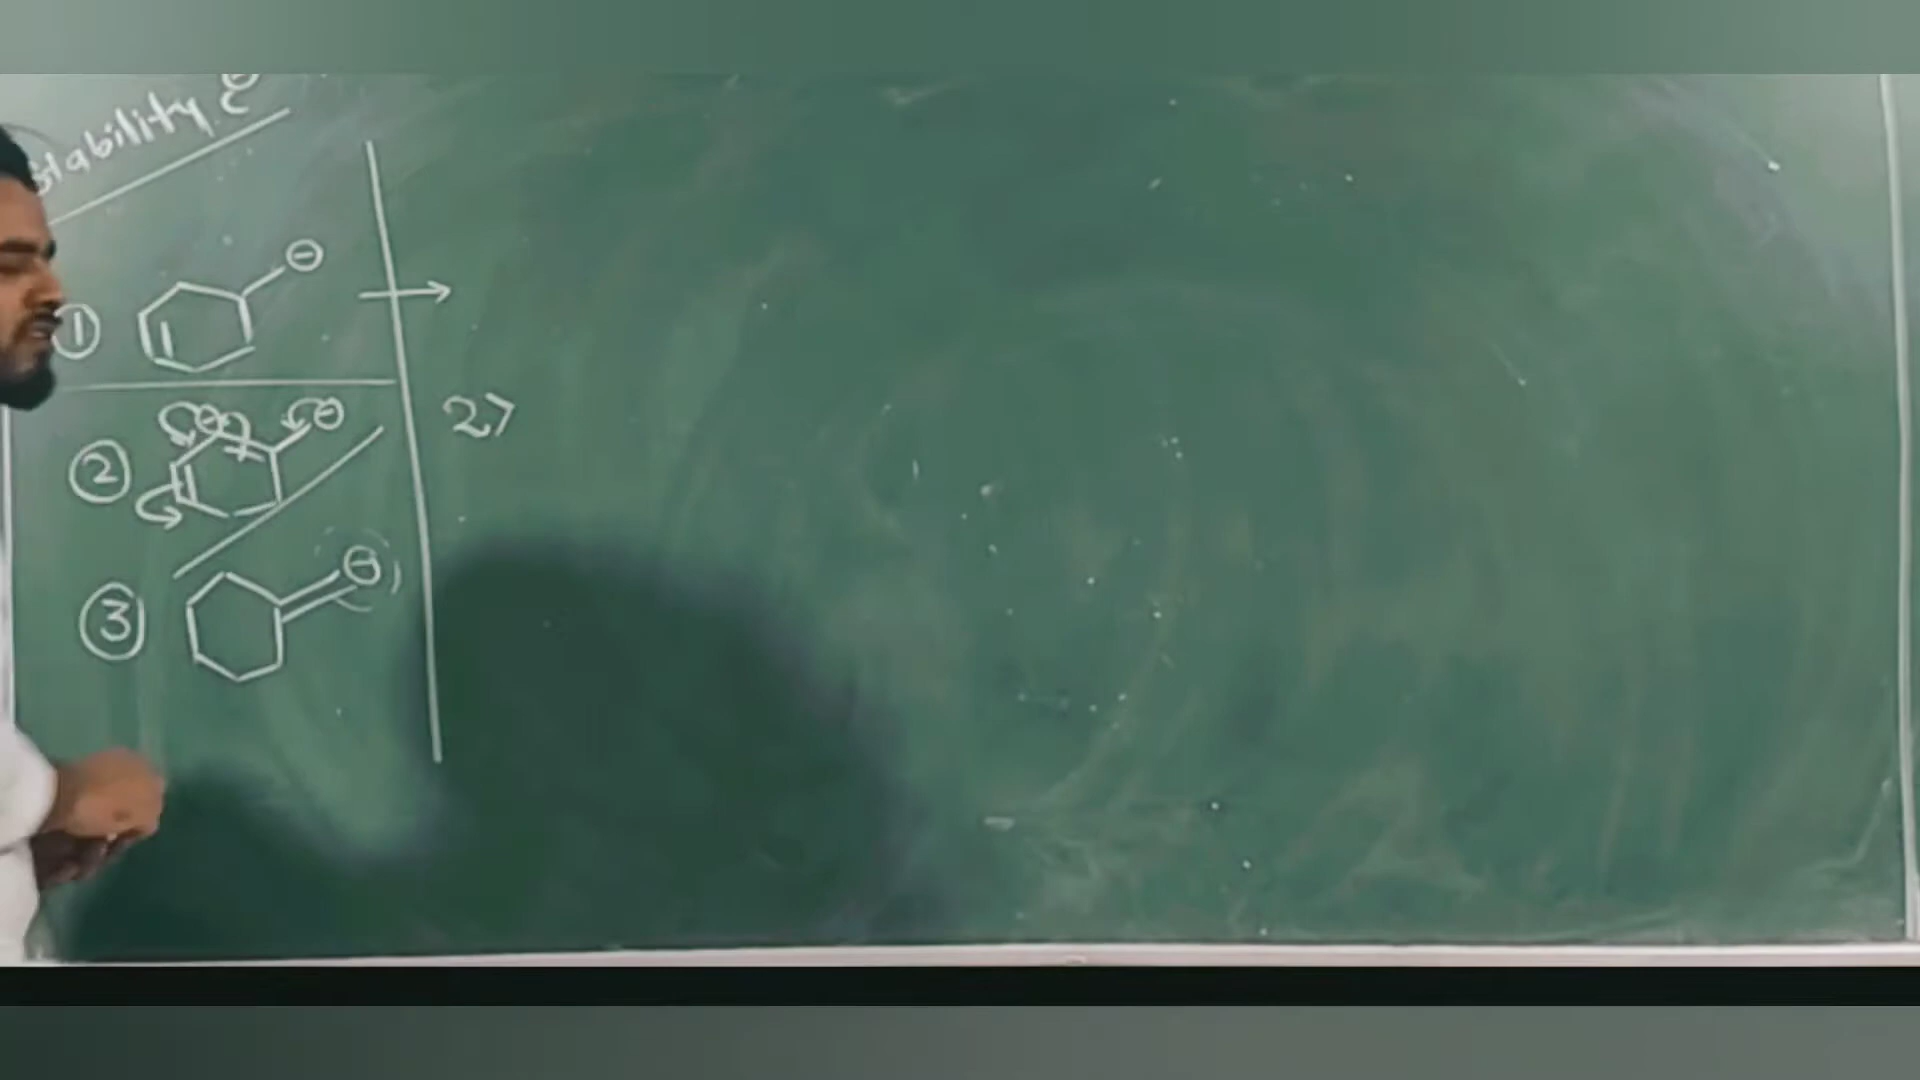 Stability C⊖
① ⊖
→
② ⊖ ⊖
2>
③ ⊖